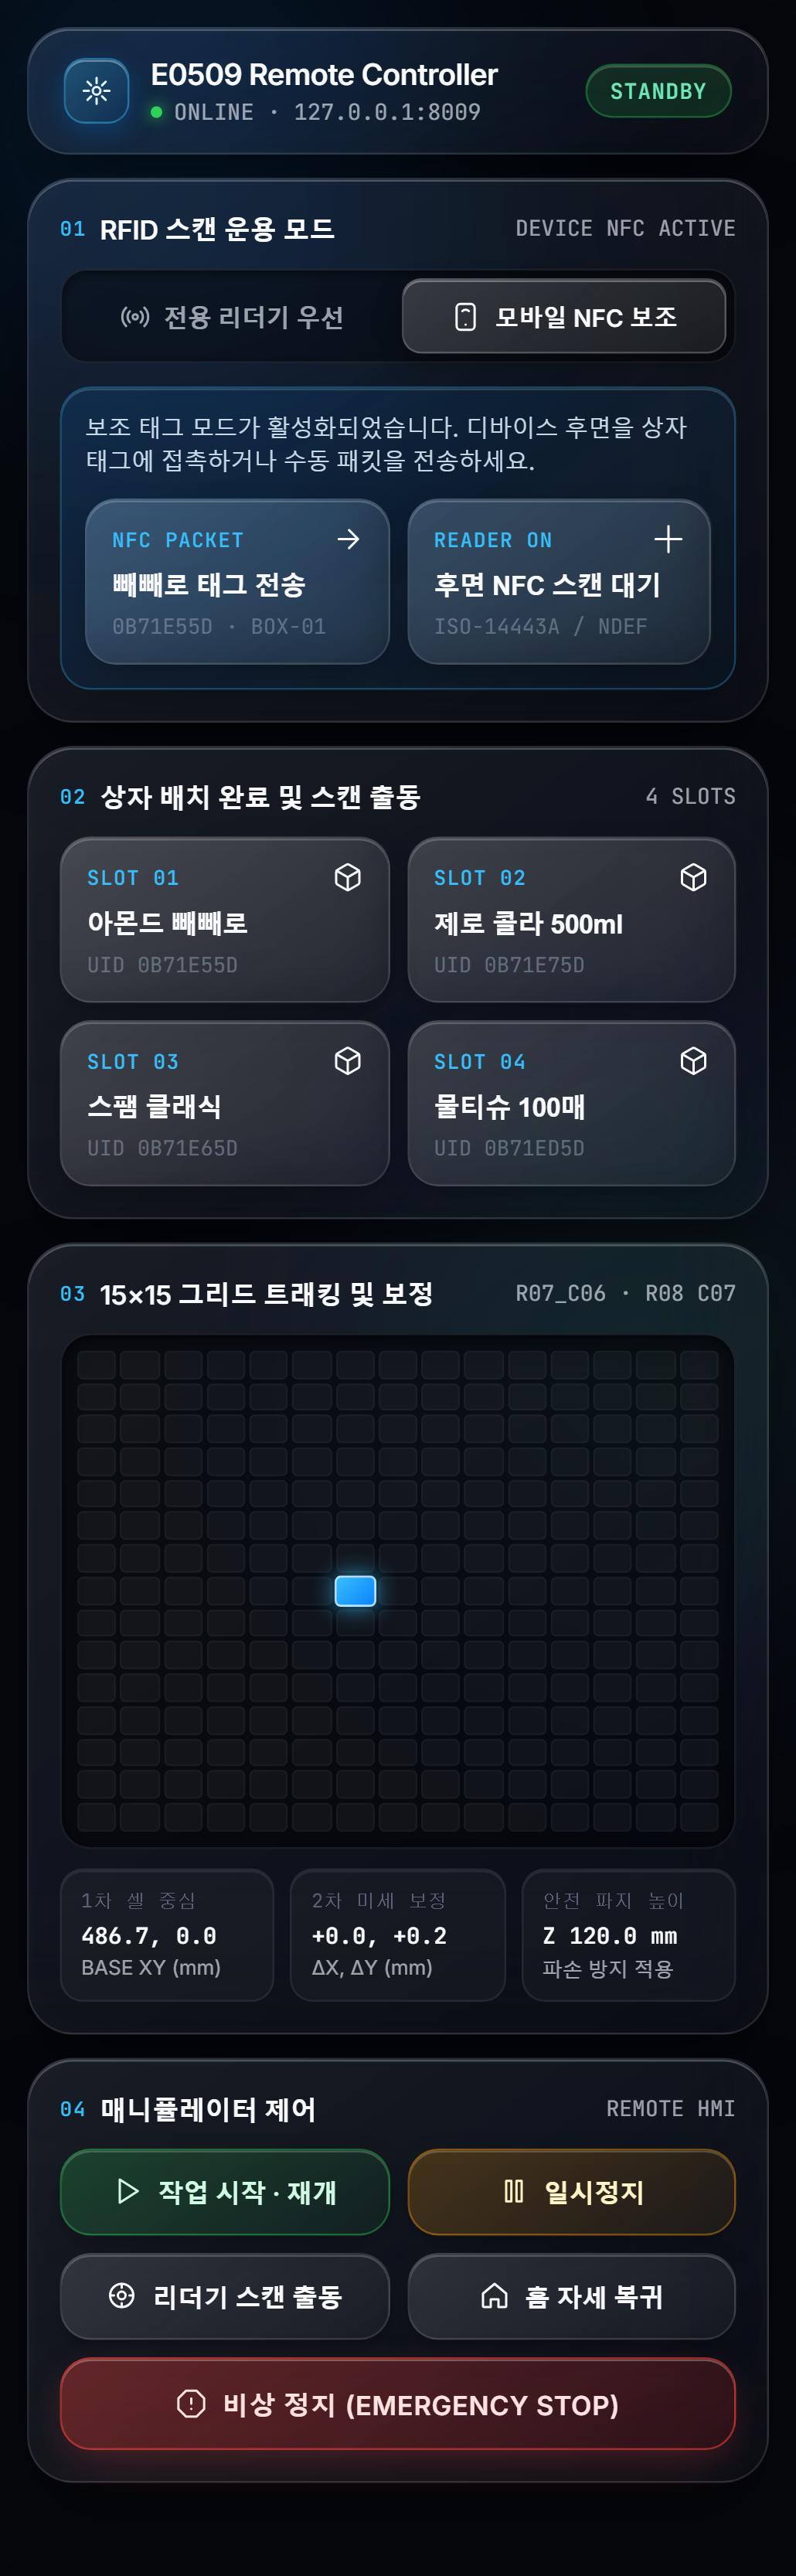 E0509 Remote Controller
ONLINE · 127.0.0.1:8009
STANDBY
01 RFID 스캔 운용 모드
DEVICE NFC ACTIVE
전용 리더기 우선
모바일 NFC 보조
보조 태그 모드가 활성화되었습니다. 디바이스 후면을 상자
태그에 접촉하거나 수동 패킷을 전송하세요.
NFC PACKET
빼빼로 태그 전송
0B71E55D · BOX-01
READER ON
후면 NFC 스캔 대기
ISO-14443A / NDEF
02 상자 배치 완료 및 스캔 출동
4 SLOTS
SLOT 01
아몬드 빼빼로
UID 0B71E55D
SLOT 02
제로 콜라 500ml
UID 0B71E75D
SLOT 03
스팸 클래식
UID 0B71E65D
SLOT 04
물티슈 100매
UID 0B71ED5D
03 15×15 그리드 트래킹 및 보정
R07_C06 · R08 C07
1차 셀 중심
486.7, 0.0
BASE XY (mm)
2차 미세 보정
+0.0, +0.2
ΔX, ΔY (mm)
안전 파지 높이
Z 120.0 mm
파손 방지 적용
04 매니퓰레이터 제어
REMOTE HMI
작업 시작 · 재개
일시정지
리더기 스캔 출동
홈 자세 복귀
비상 정지 (EMERGENCY STOP)